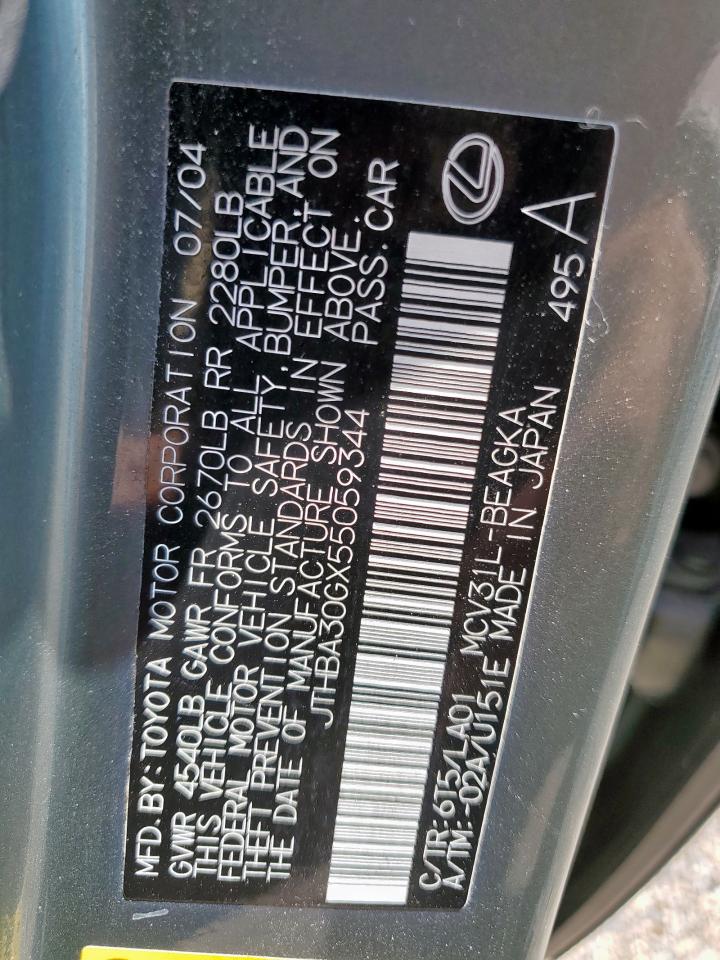 MFD. BY: TOYOTA MOTOR CORPORATION 07/04
GVWR 4540LB GAWR FR 2670LB RR 2280LB
THIS VEHICLE CONFORMS TO ALL APPLICABLE
FEDERAL MOTOR VEHICLE SAFETY, BUMPER, AND
THEFT PREVENTION STANDARDS IN EFFECT ON
THE DATE OF MANUFACTURE SHOWN ABOVE.
JTHBA30GX55059344 PASS. CAR
C/TR: 6T5/LA01 MCV31L-BEAGKA
A/TM: -02A/U151E MADE IN JAPAN 495 A